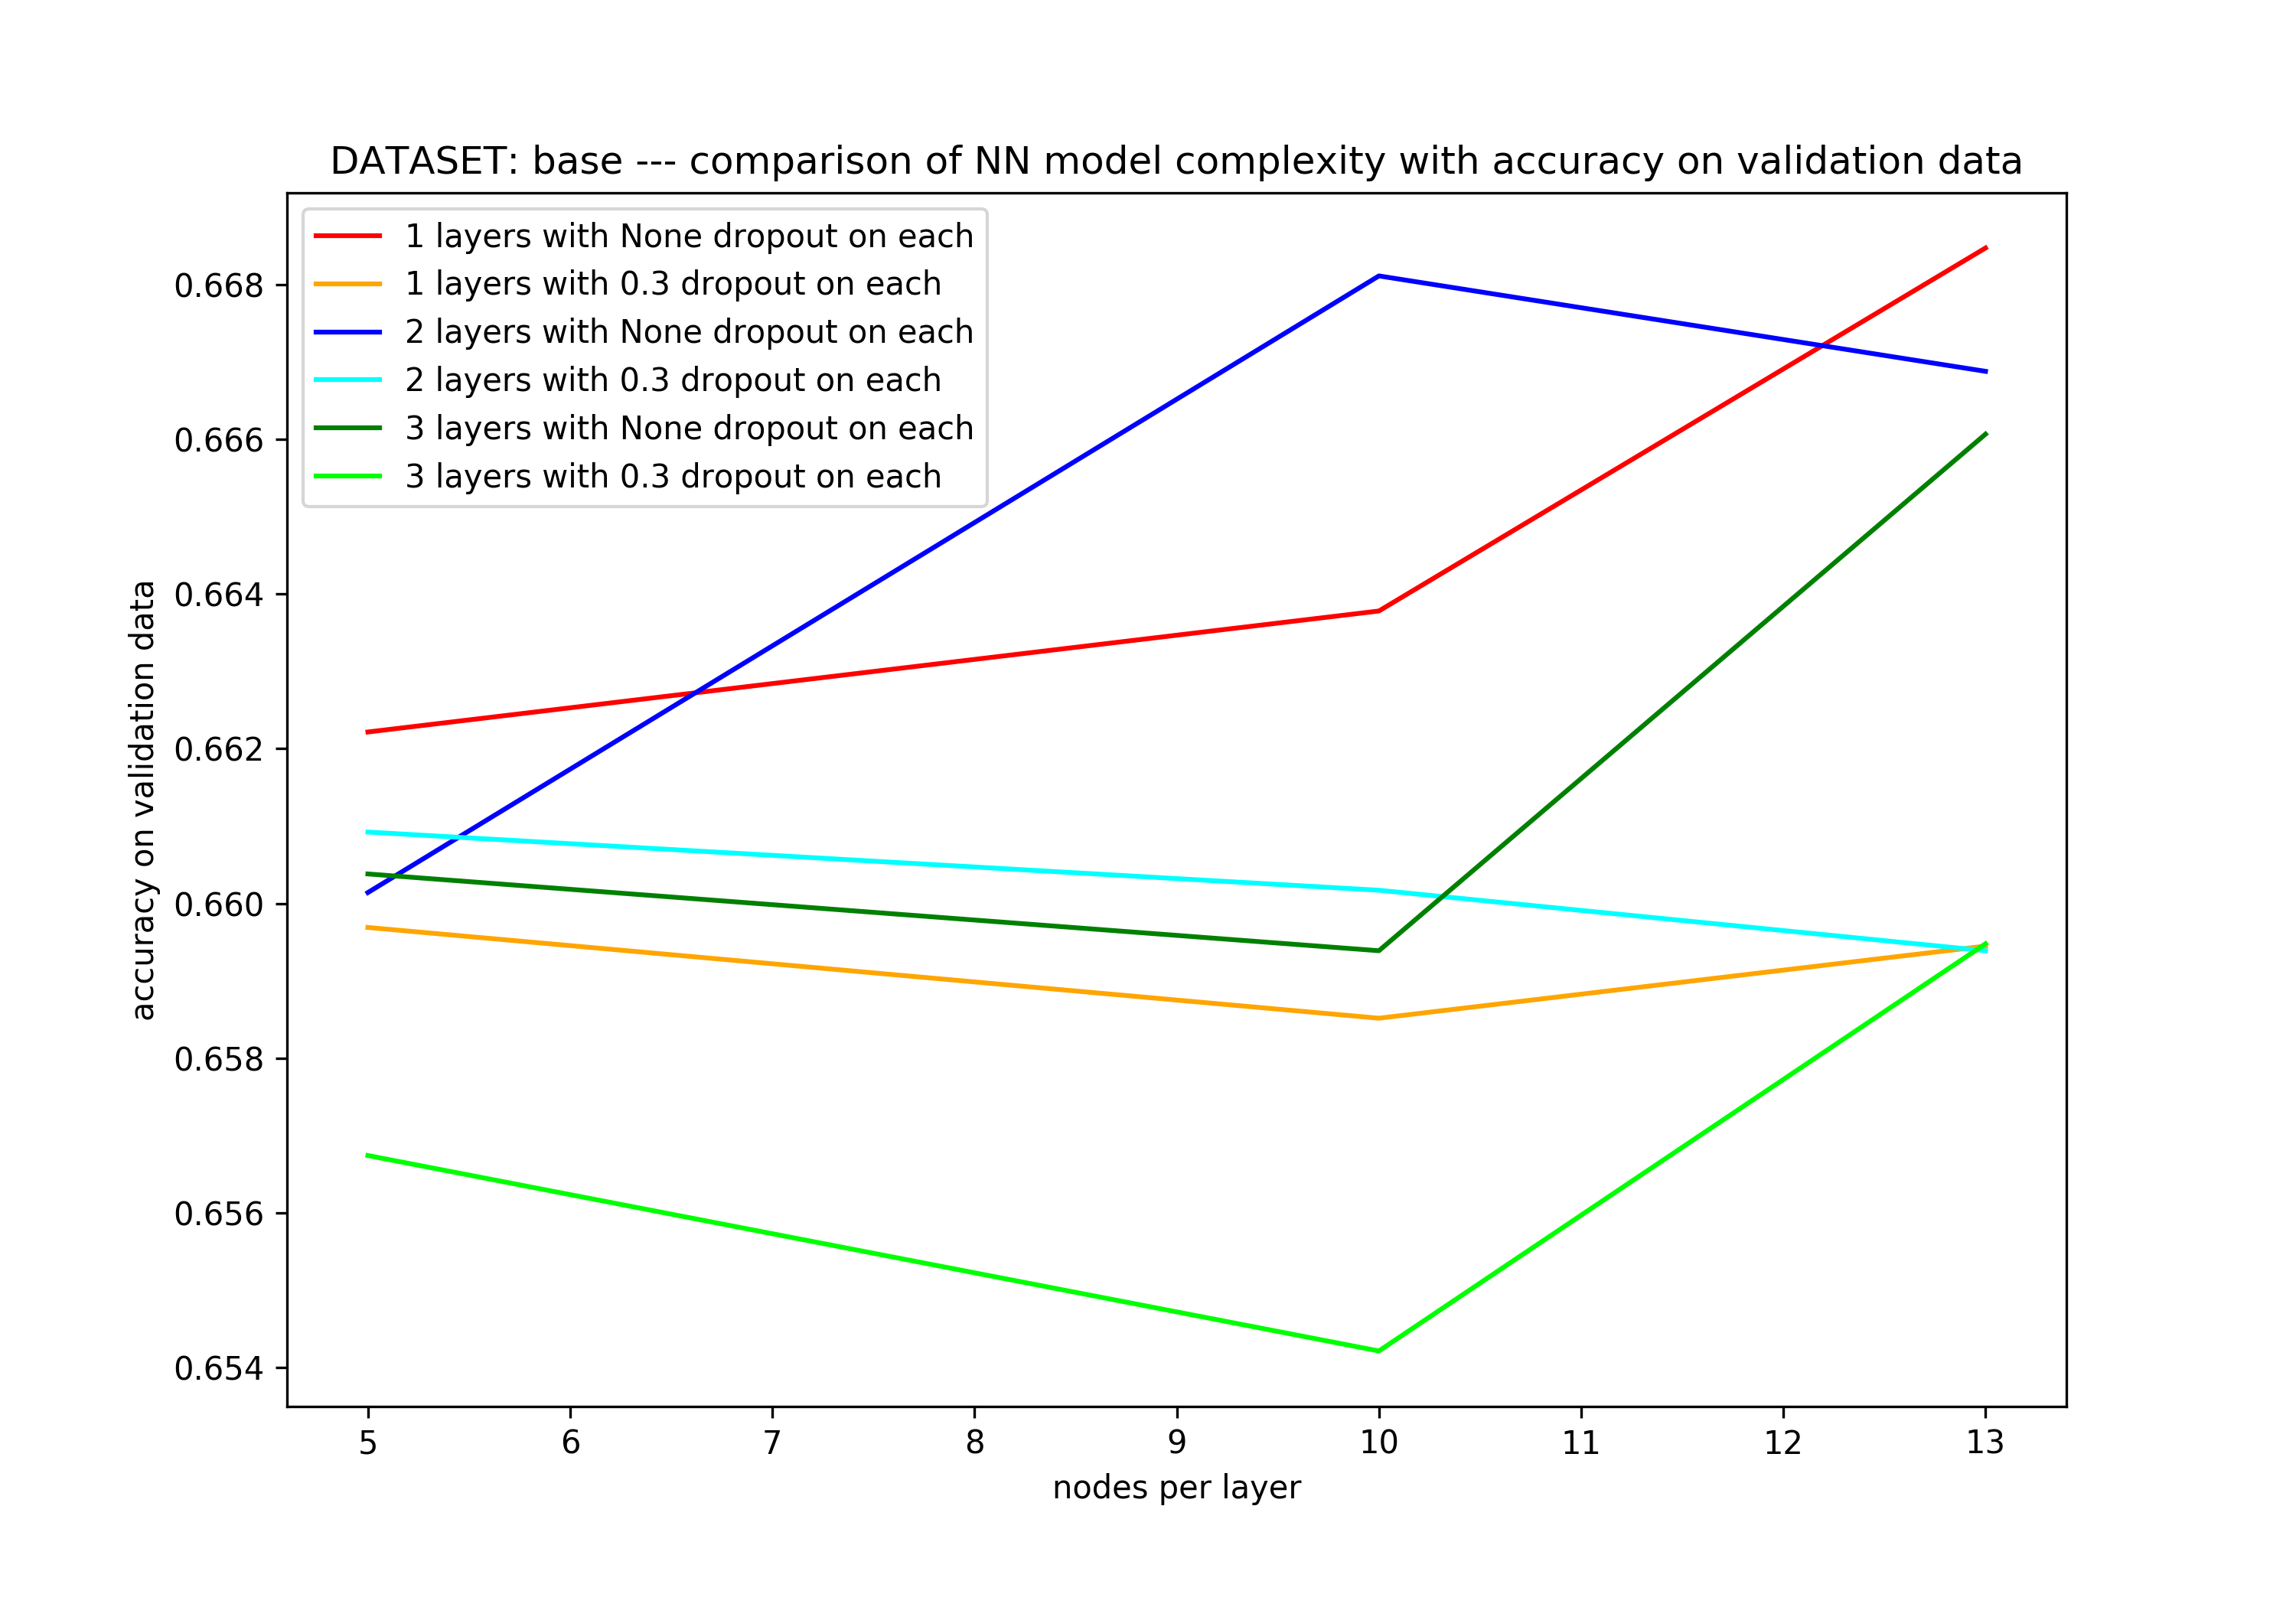 DATASET: base --- comparison of NN model complexity with accuracy on validation data
1 layers with None dropout on each
1 layers with 0.3 dropout on each
2 layers with None dropout on each
2 layers with 0.3 dropout on each
3 layers with None dropout on each
3 layers with 0.3 dropout on each
0.668
0.666
0.664
0.662
0.660
0.658
0.656
0.654
accuracy on validation data
5 6 7 8 9 10 11 12 13
nodes per layer